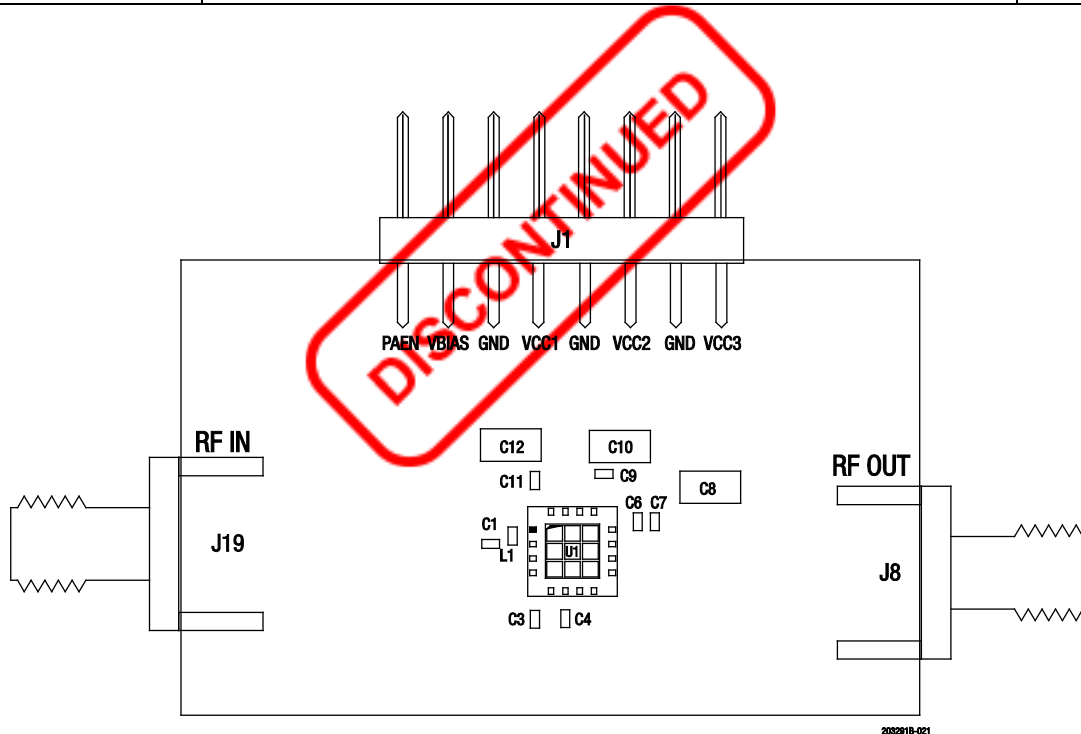 DISCONTINUED
J1
PAEN VBIAS GND VCC1 GND VCC2 GND VCC3
RF IN
C12
C10
C11
C9
C8
RF OUT
C6 C7
C1
L1
U1
J19
J8
C3
C4
203291B-021